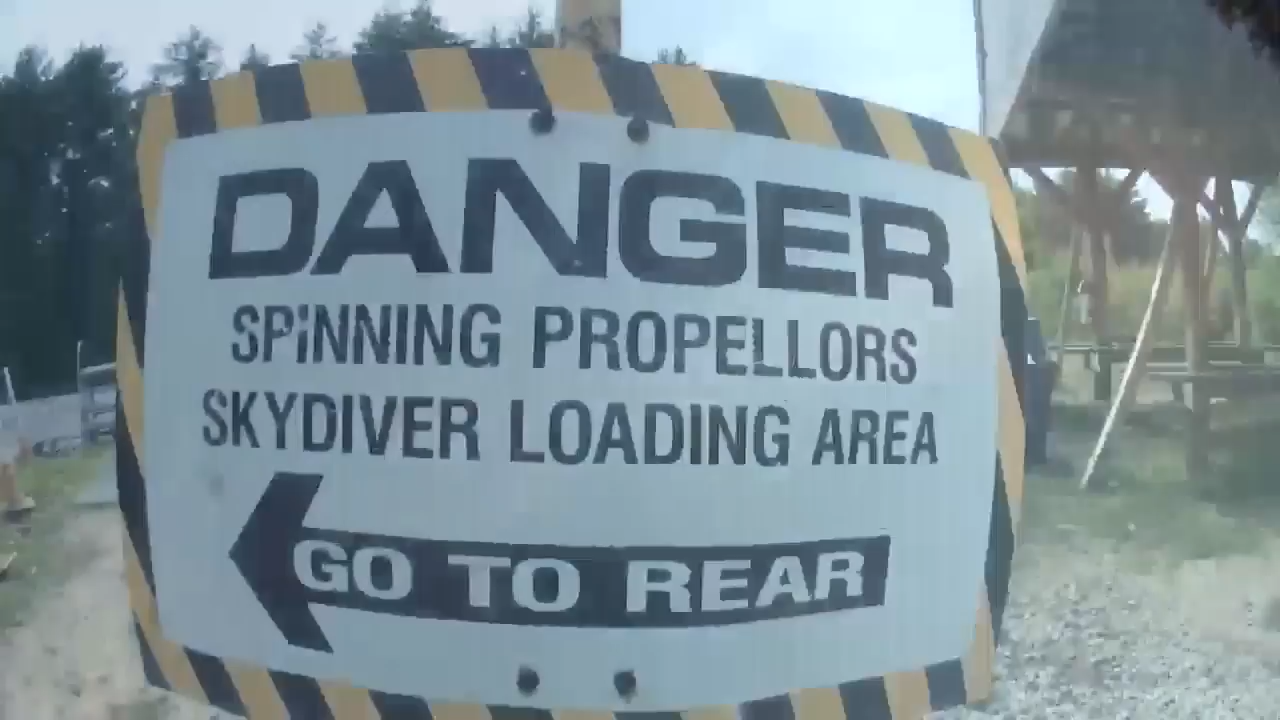 DANGER
SPINNING PROPELLORS
SKYDIVER LOADING AREA
GO TO REAR